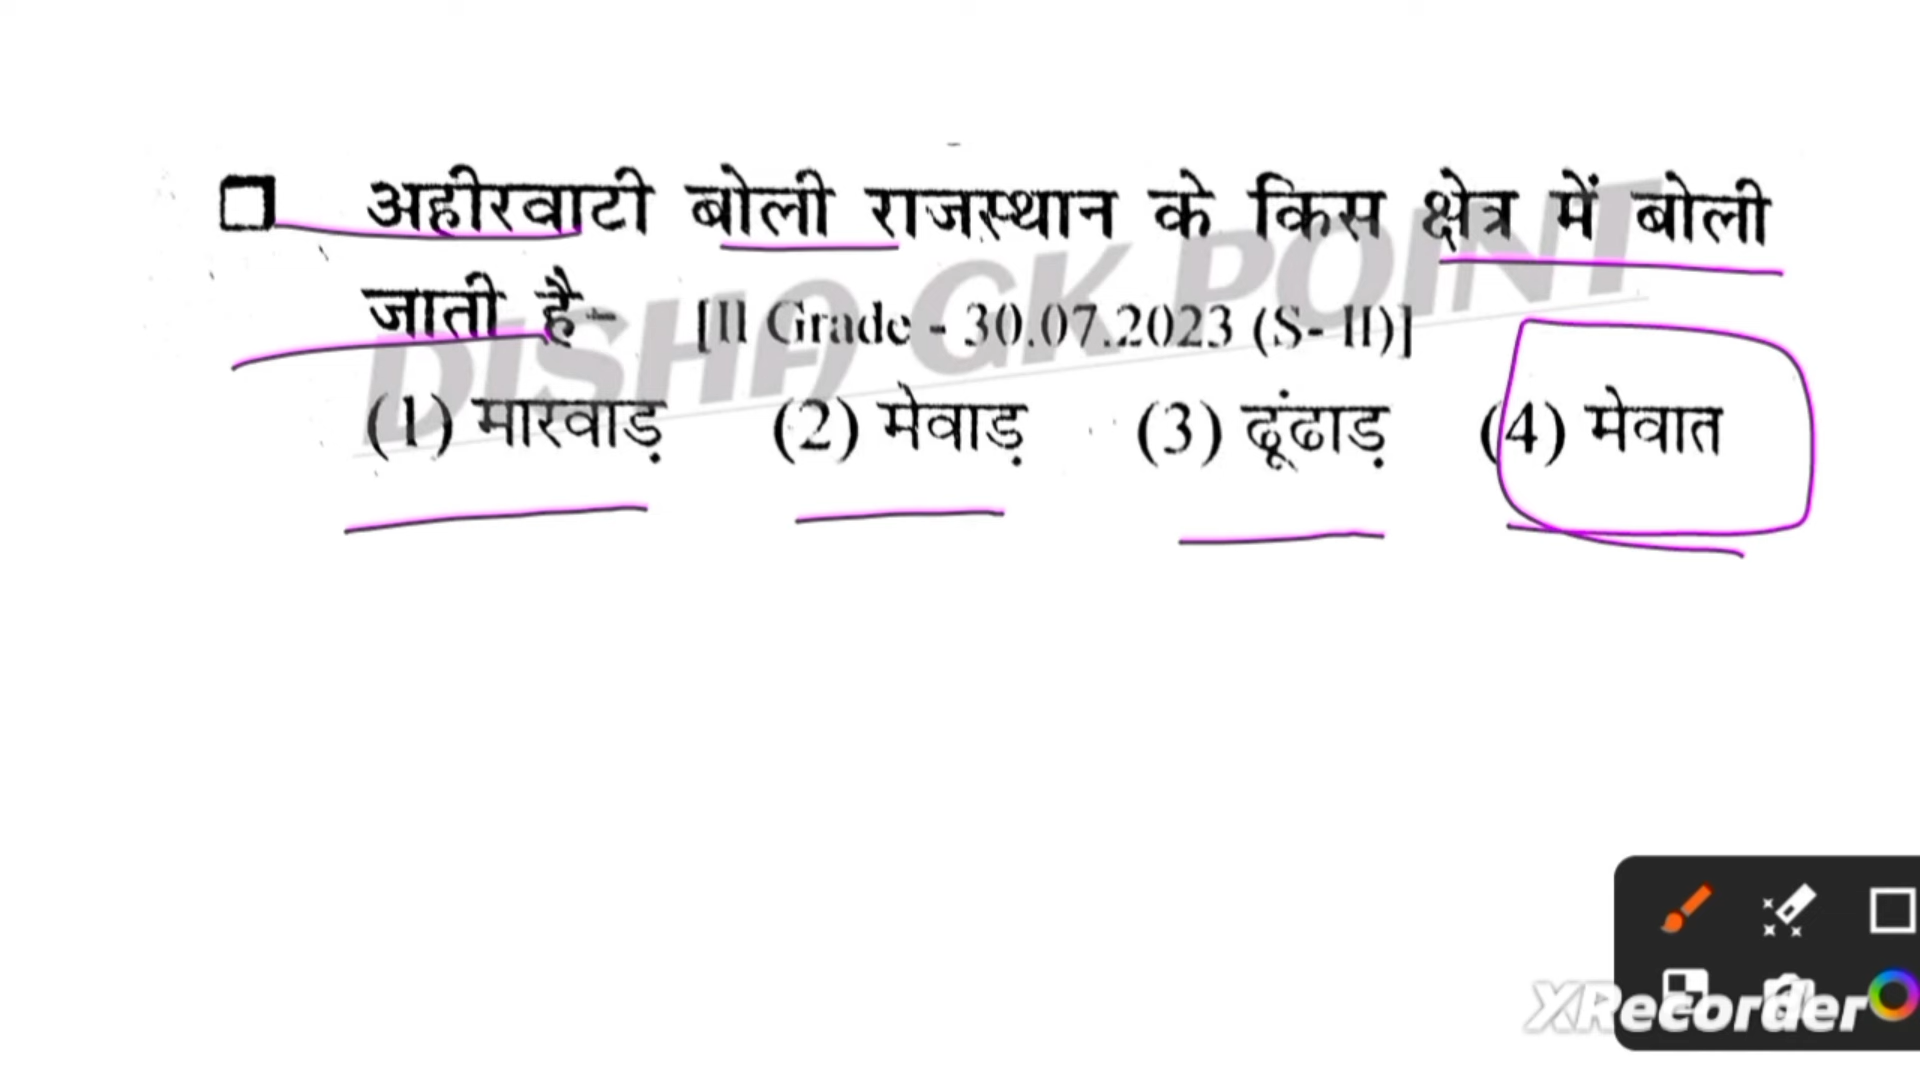 अहीरवाटी बोली राजस्थान के किस क्षेत्र में बोली
जाती है- [II Grade - 30.07.2023 (S- II)]
(1) मारवाड़ (2) मेवाड़ (3) ढूंढाड़ (4) मेवात
DISHA GK POINT
XRecorder